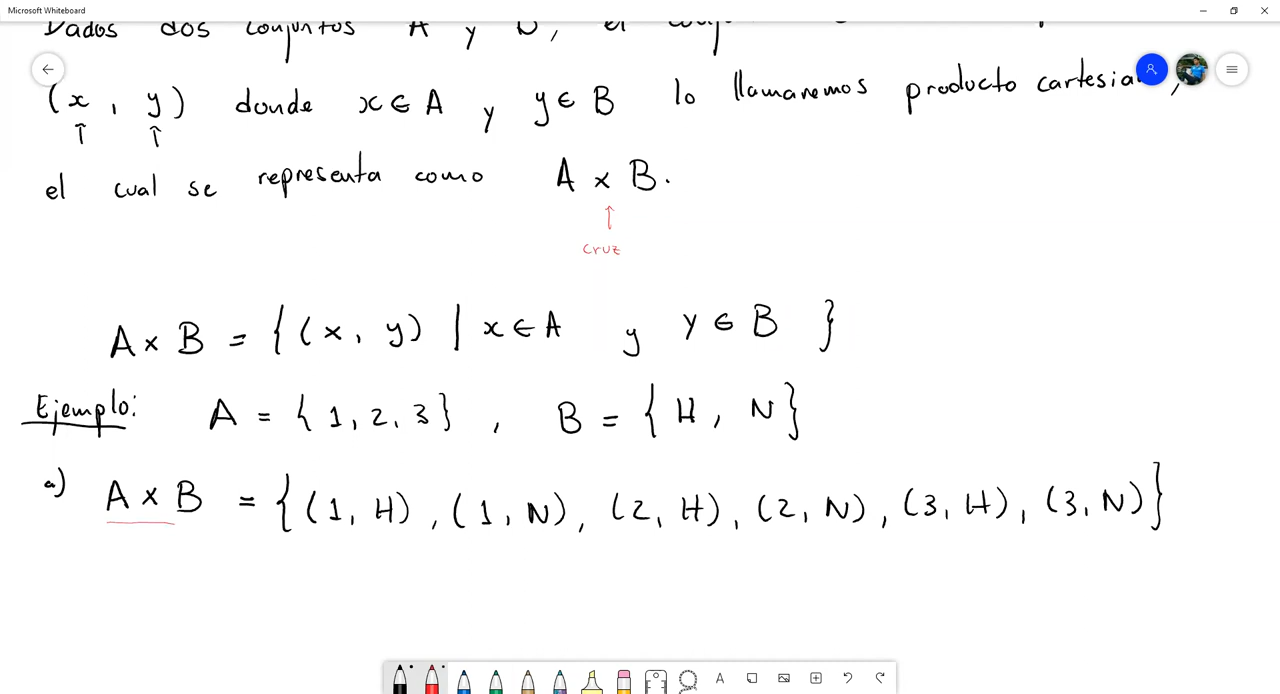 Microsoft Whiteboard
Dados dos conjuntos A y B, el
(x, y) donde x ∈ A y y ∈ B lo llamaremos producto
el cual se representa como A × B.
cruz
A × B = { (x, y) | x ∈ A y y ∈ B }
Ejemplo: A = { 1, 2, 3 } , B = { H, N }
a) A × B = { (1, H), (1, N), (2, H), (2, N), (3, H), (3, N) }
A